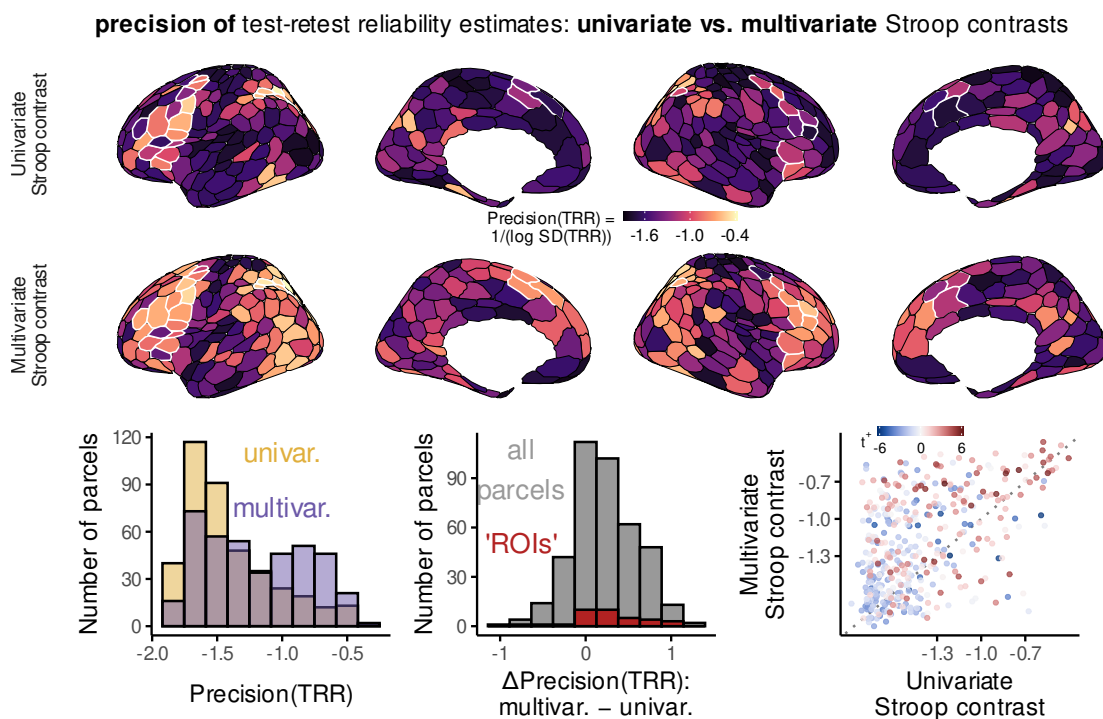 precision of test-retest reliability estimates: univariate vs. multivariate Stroop contrasts
Univariate
Stroop contrast
Precision(TRR) =
1/(log SD(TRR))
-1.6 -1.0 -0.4
Multivariate
Stroop contrast
Number of parcels
120
90
60
30
0
univar.
multivar.
-2.0 -1.5 -1.0 -0.5
Precision(TRR)
Number of parcels
90
60
30
0
all
parcels
'ROIs'
-1 0 1
ΔPrecision(TRR):
multivar. − univar.
Multivariate
Stroop contrast
t+
-6 0 6
-0.7
-1.0
-1.3
-1.3 -1.0 -0.7
Univariate
Stroop contrast